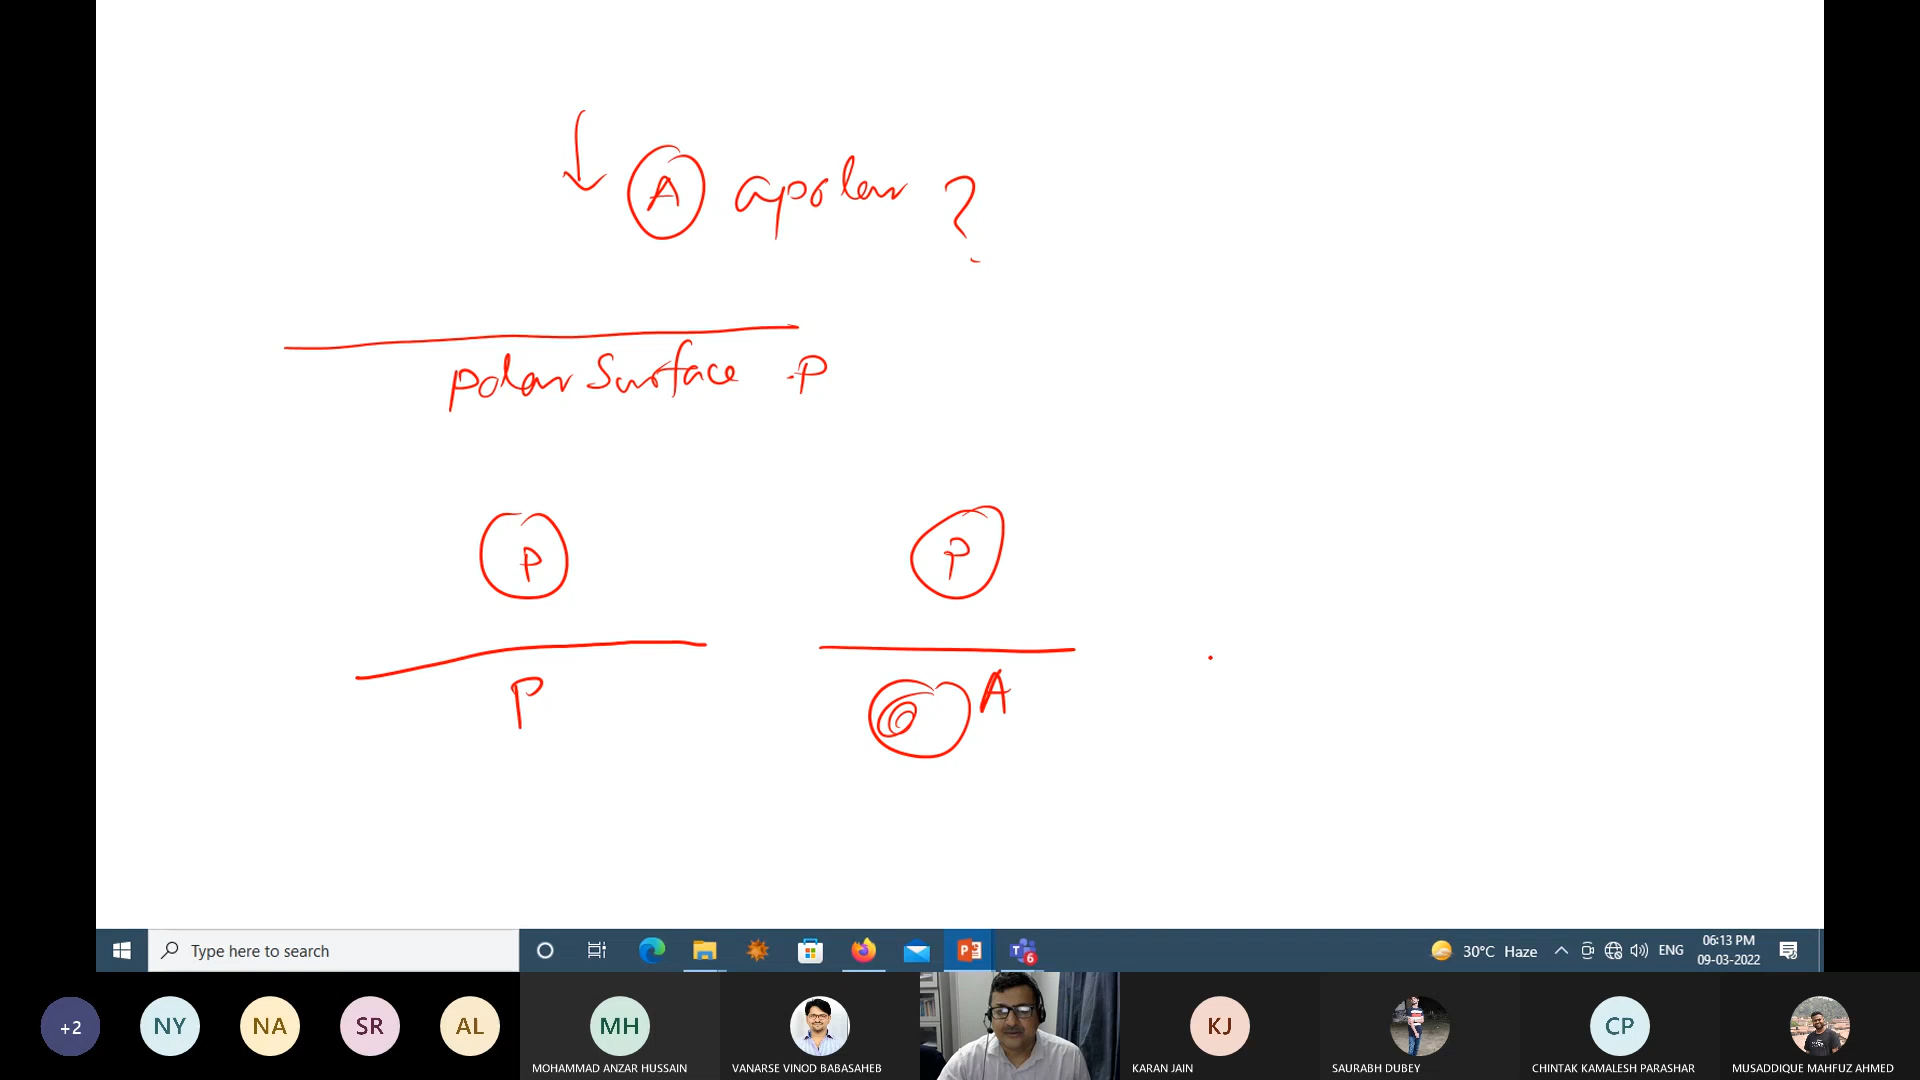 A apolar ?
polar Surface .P
P P
P A
Type here to search
6
30°C Haze
ENG
06:13 PM
09-03-2022
+2 NY NA SR AL MH KJ CP
MOHAMMAD ANZAR HUSSAIN VANARSE VINOD BABASAHEB KARAN JAIN SAURABH DUBEY CHINTAK KAMALESH PARASHAR MUSADDIQUE MAHFUZ AHMED